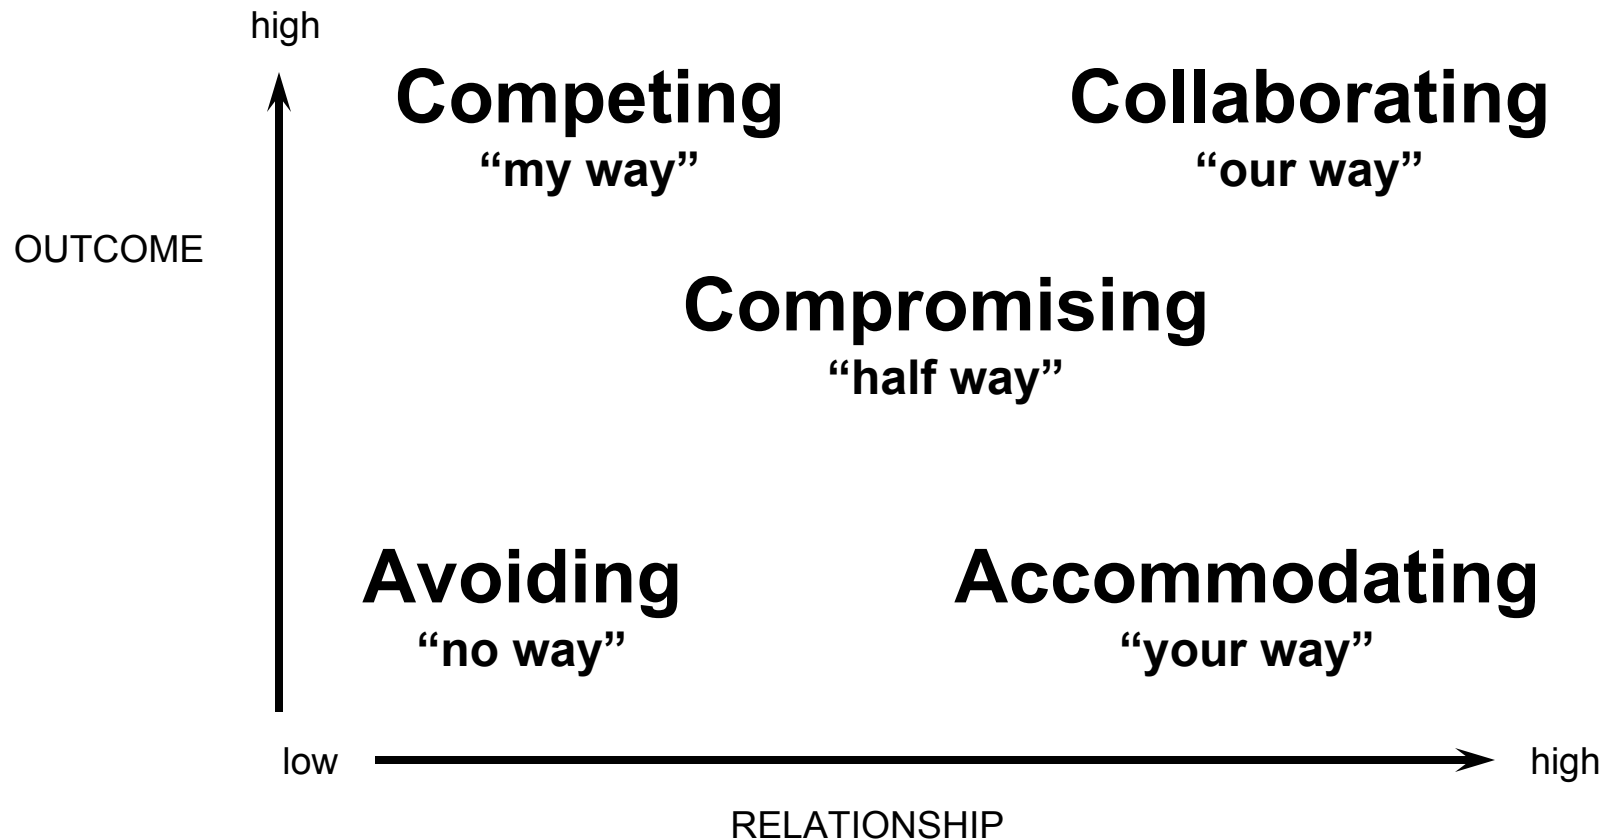 high
Competing
“my way”
Collaborating
“our way”
OUTCOME
Compromising
“half way”
Avoiding
“no way”
Accommodating
“your way”
low
high
RELATIONSHIP